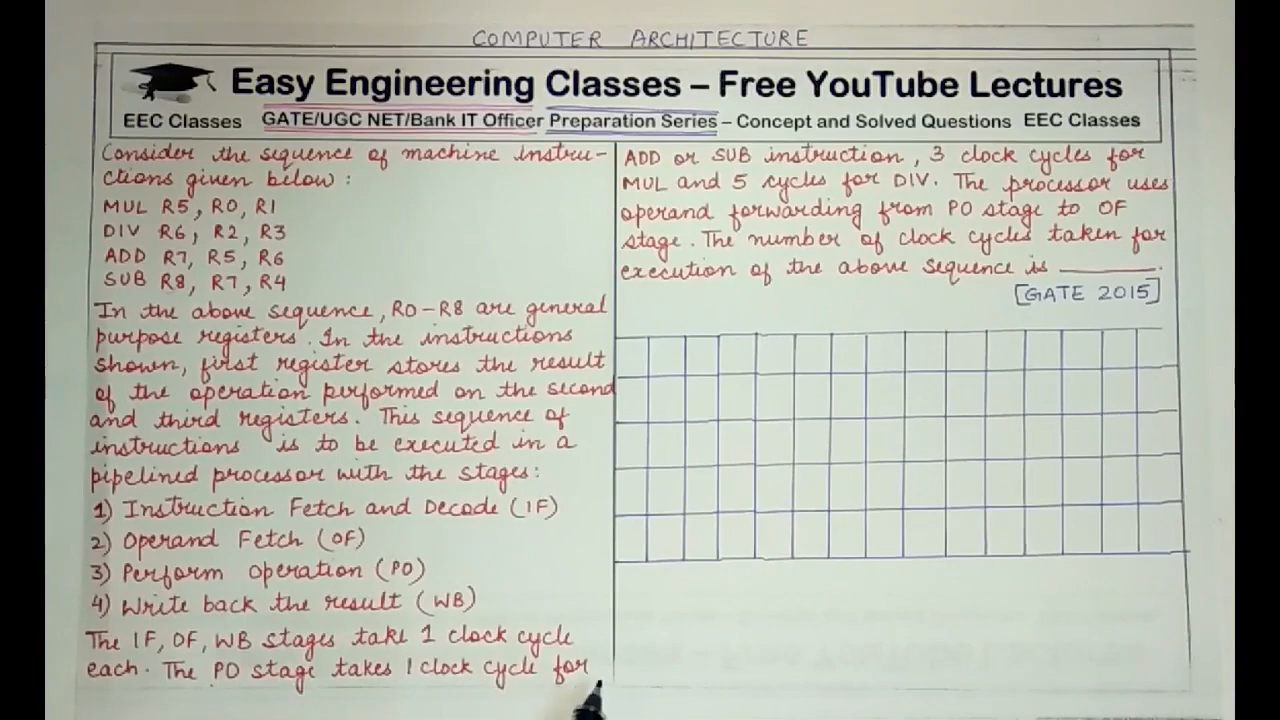 COMPUTER ARCHITECTURE
Easy Engineering Classes – Free YouTube Lectures
EEC Classes GATE/UGC NET/Bank IT Officer Preparation Series – Concept and Solved Questions EEC Classes
Consider the sequence of machine instru-
ctions given below:
MUL R5, R0, R1
DIV R6, R2, R3
ADD R7, R5, R6
SUB R8, R7, R4
In the above sequence, R0-R8 are general
purpose registers. In the instructions
shown, first register stores the result
of the operation performed on the second
and third registers. This sequence of
instructions is to be executed in a
pipelined processor with the stages:
1) Instruction Fetch and Decode (IF)
2) Operand Fetch (OF)
3) Perform Operation (PO)
4) Write back the result (WB)
The IF, OF, WB stages take 1 clock cycle
each. The PO stage takes 1 clock cycle for
ADD or SUB instruction, 3 clock cycles for
MUL and 5 cycles for DIV. The processor uses
operand forwarding from PO stage to OF
stage. The number of clock cycles taken for
execution of the above sequence is ________.
[GATE 2015]